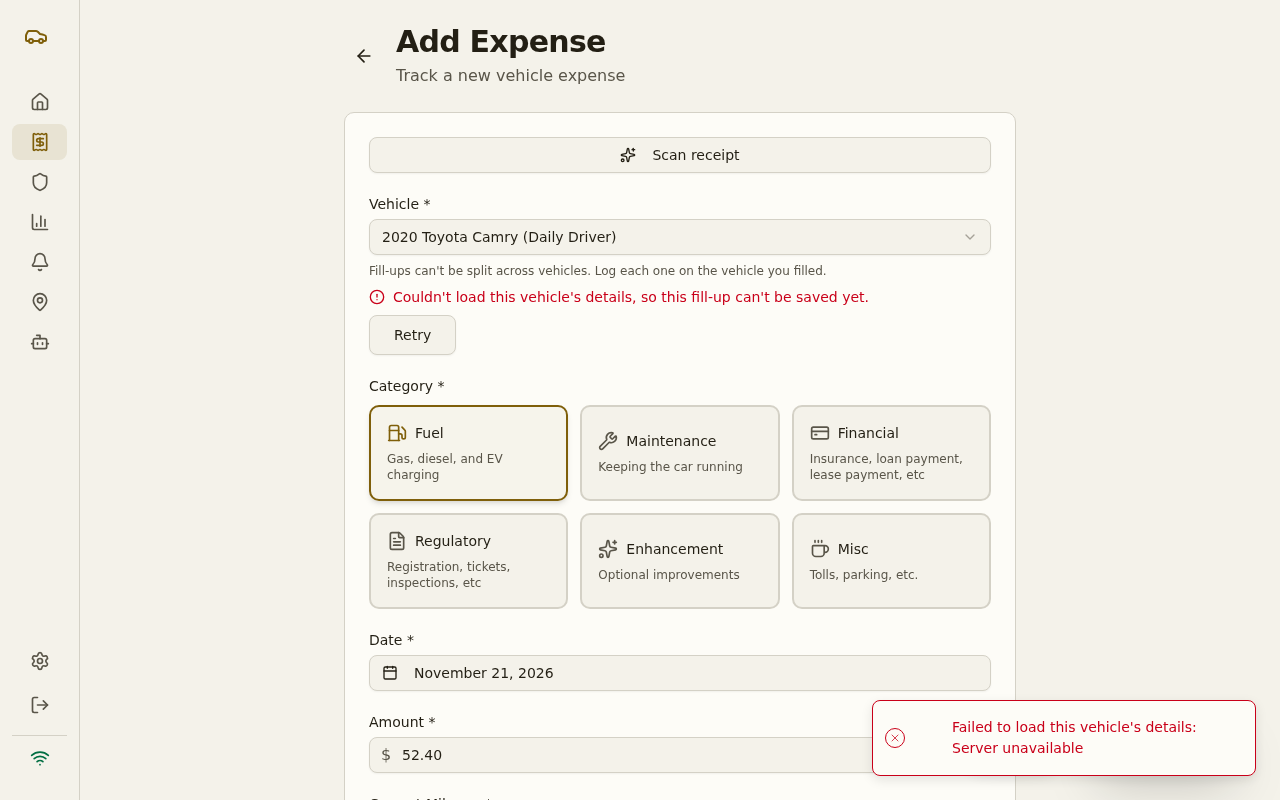 Add Expense
Track a new vehicle expense
Scan receipt
Vehicle *
2020 Toyota Camry (Daily Driver)
Fill-ups can't be split across vehicles. Log each one on the vehicle you filled.
Couldn't load this vehicle's details, so this fill-up can't be saved yet.
Retry
Category *
Fuel
Gas, diesel, and EV
charging
Maintenance
Keeping the car running
Financial
Insurance, loan payment,
lease payment, etc
Regulatory
Registration, tickets,
inspections, etc
Enhancement
Optional improvements
Misc
Tolls, parking, etc.
Date *
November 21, 2026
Amount *
$ 52.40
Failed to load this vehicle's details:
Server unavailable